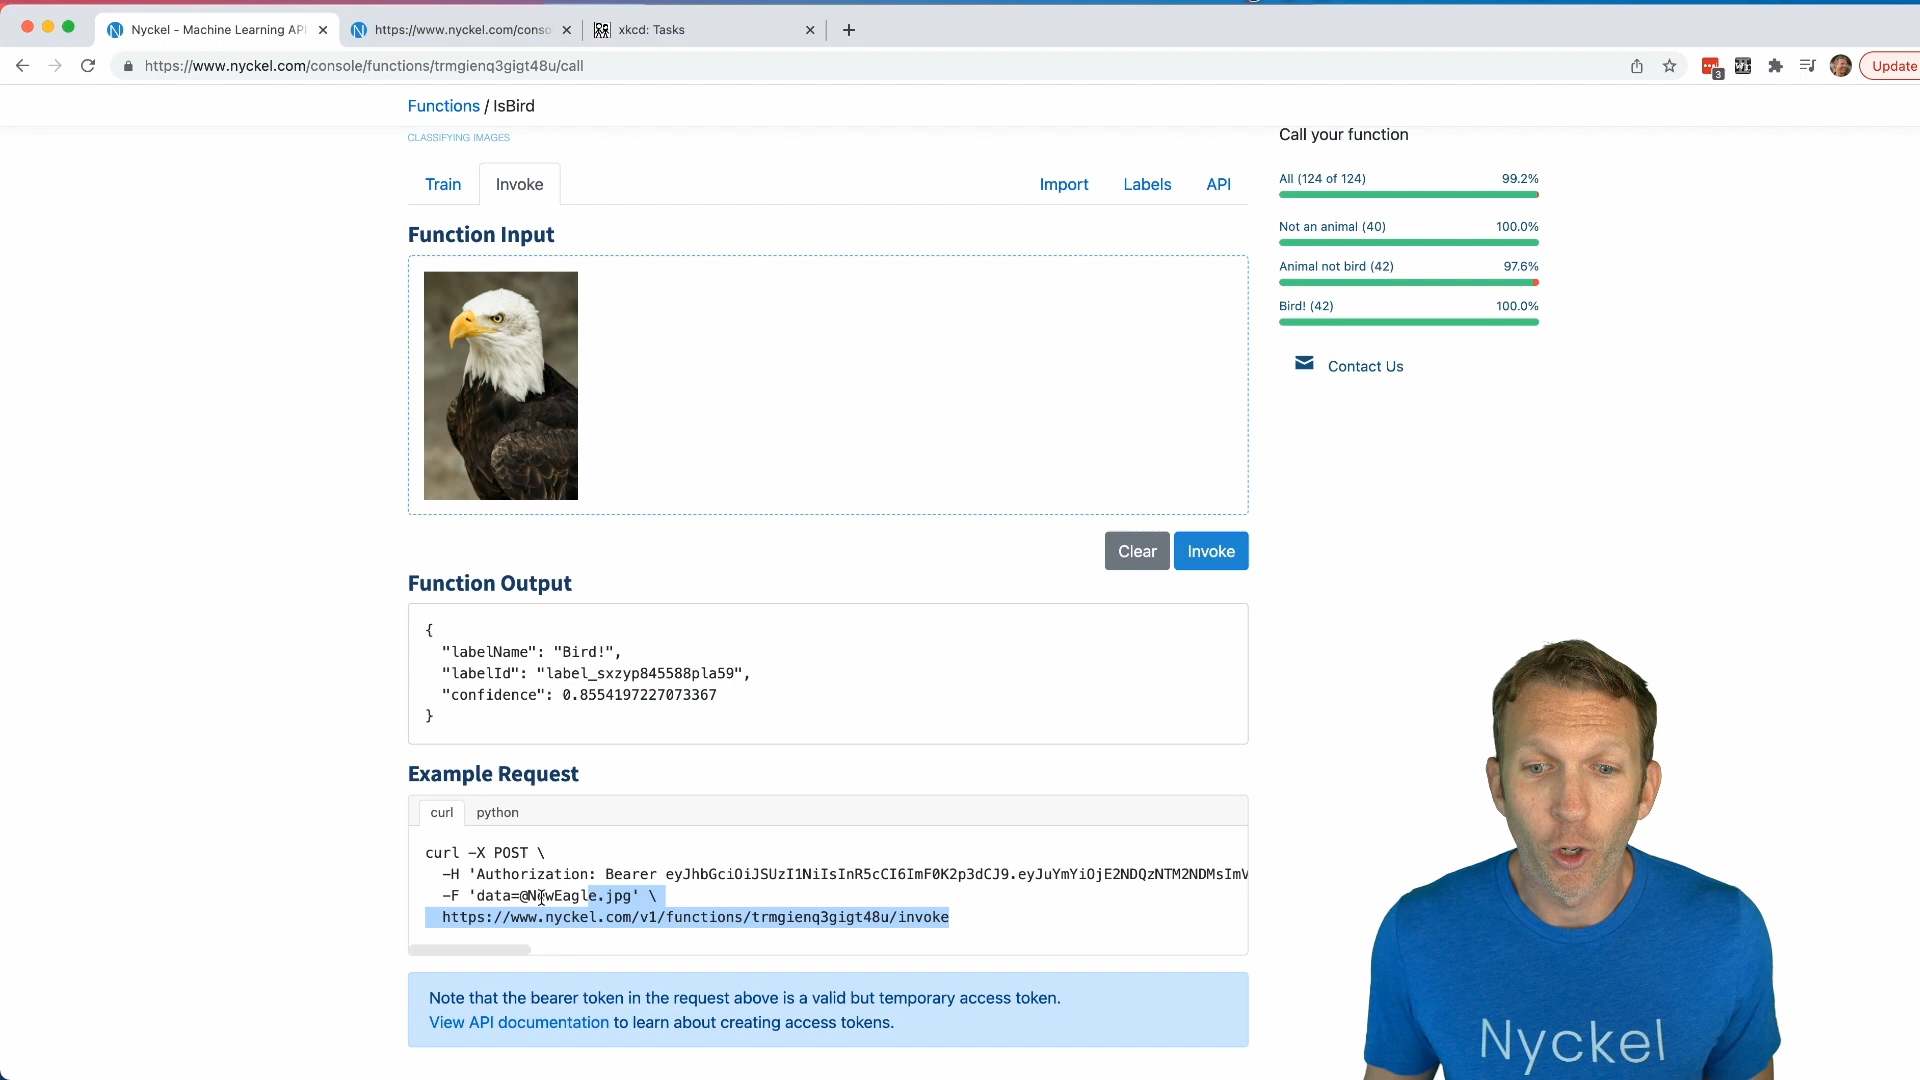 Nyckel - Machine Learning API
https://www.nyckel.com/conso
xkcd: Tasks
https://www.nyckel.com/console/functions/trmgienq3gigt48u/call
3
Update
Functions / IsBird
CLASSIFYING IMAGES
Train
Invoke
Import
Labels
API
Function Input
Clear
Invoke
Function Output
{
"labelName": "Bird!",
"labelId": "label_sxzyp845588pla59",
"confidence": 0.8554197227073367
}
Example Request
curl
python
curl -X POST \
-H 'Authorization: Bearer eyJhbGciOiJSUzI1NiIsInR5cCI6ImF0K2p3dCJ9.eyJuYmYiOjE2NDQzNTM2NDMsImV
-F 'data=@NewEagle.jpg' \
https://www.nyckel.com/v1/functions/trmgienq3gigt48u/invoke
Note that the bearer token in the request above is a valid but temporary access token.
View API documentation to learn about creating access tokens.
Call your function
All (124 of 124) 99.2%
Not an animal (40) 100.0%
Animal not bird (42) 97.6%
Bird! (42) 100.0%
Contact Us
Nyckel